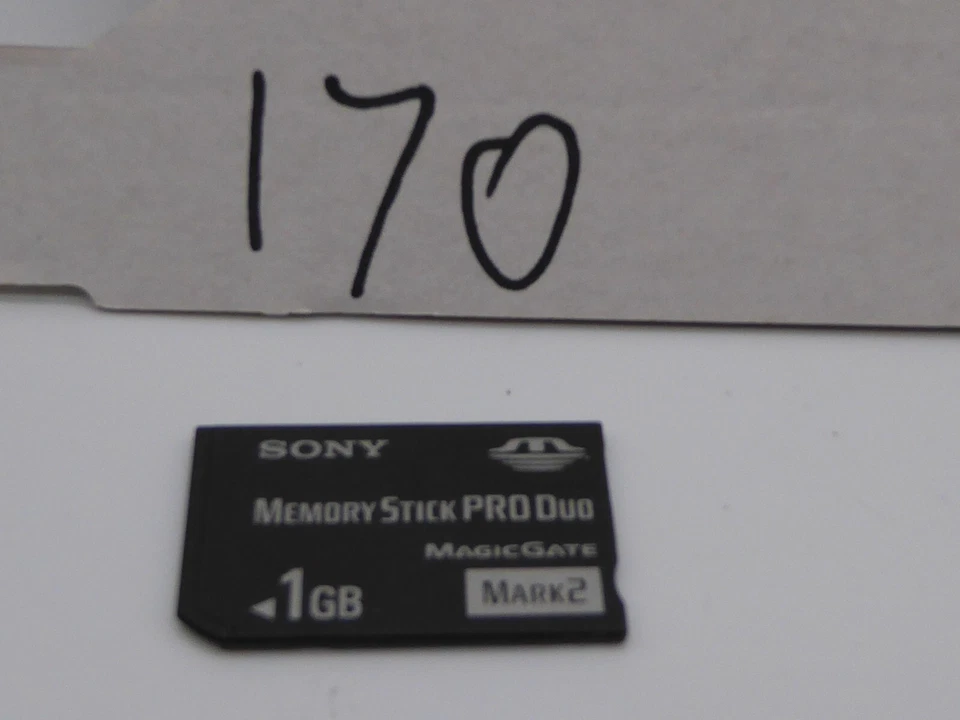 170
SONY
MEMORY STICK PRO DUO
MAGICGATE
1GB MARK2